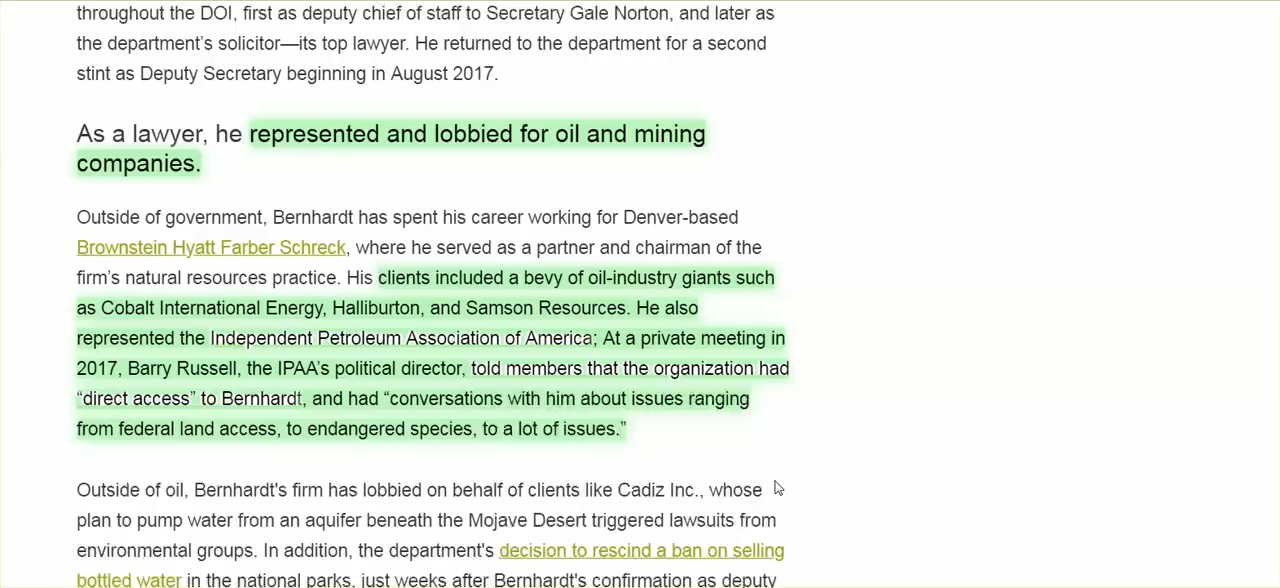 throughout the DOI, first as deputy chief of staff to Secretary Gale Norton, and later as
the department's solicitor—its top lawyer. He returned to the department for a second
stint as Deputy Secretary beginning in August 2017.
As a lawyer, he represented and lobbied for oil and mining
companies.
Outside of government, Bernhardt has spent his career working for Denver-based
Brownstein Hyatt Farber Schreck, where he served as a partner and chairman of the
firm's natural resources practice. His clients included a bevy of oil-industry giants such
as Cobalt International Energy, Halliburton, and Samson Resources. He also
represented the Independent Petroleum Association of America; At a private meeting in
2017, Barry Russell, the IPAA's political director, told members that the organization had
“direct access” to Bernhardt, and had “conversations with him about issues ranging
from federal land access, to endangered species, to a lot of issues.”
Outside of oil, Bernhardt's firm has lobbied on behalf of clients like Cadiz Inc., whose
plan to pump water from an aquifer beneath the Mojave Desert triggered lawsuits from
environmental groups. In addition, the department's decision to rescind a ban on selling
bottled water in the national parks, just weeks after Bernhardt's confirmation as deputy